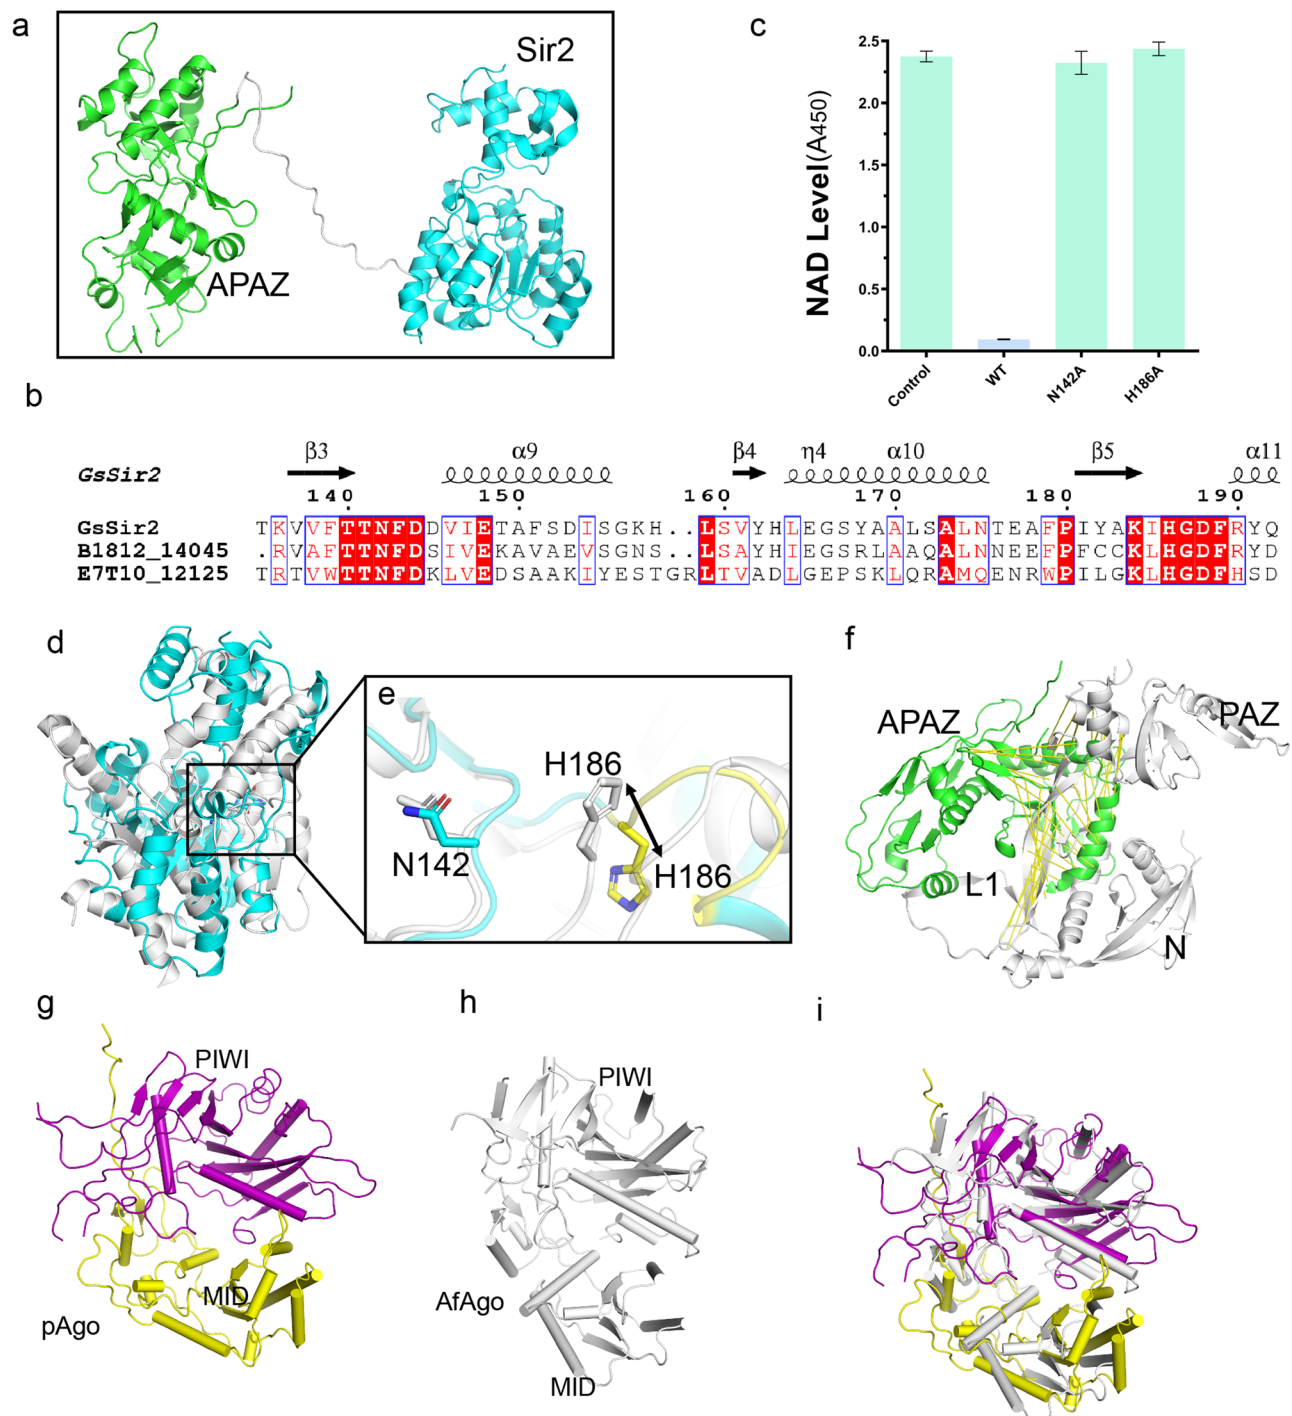 a
Sir2
APAZ
c
NAD Level(A450)
2.5
2.0
1.5
1.0
0.5
0.0
Control
WT
N142A
H186A
b
β3 α9 β4 η4 α10 β5 α11
GsSir2
140 150 160 170 180 190
GsSir2 TKVVFTTNFDDVIETAFSDISGKH..LSVYHLEGSYAALSALNTEAFPIYAKIHGDFRYQ
B1812_14045 .RVAFTTNFDSIVEKAVAEVSGNS..LSAYHIEGSRLAAQALNNEEFPFCCKLHGDFRYD
E7T10_12125 TRTVWTTNFDKLVEDSAAKIYESTGRLTVADLGEPSKLQRAMQENRWPILGKLHGDFHSD
d
e
H186
N142
H186
f
APAZ
PAZ
L1
N
g
PIWI
MID
pAgo
h
PIWI
AfAgo
MID
i